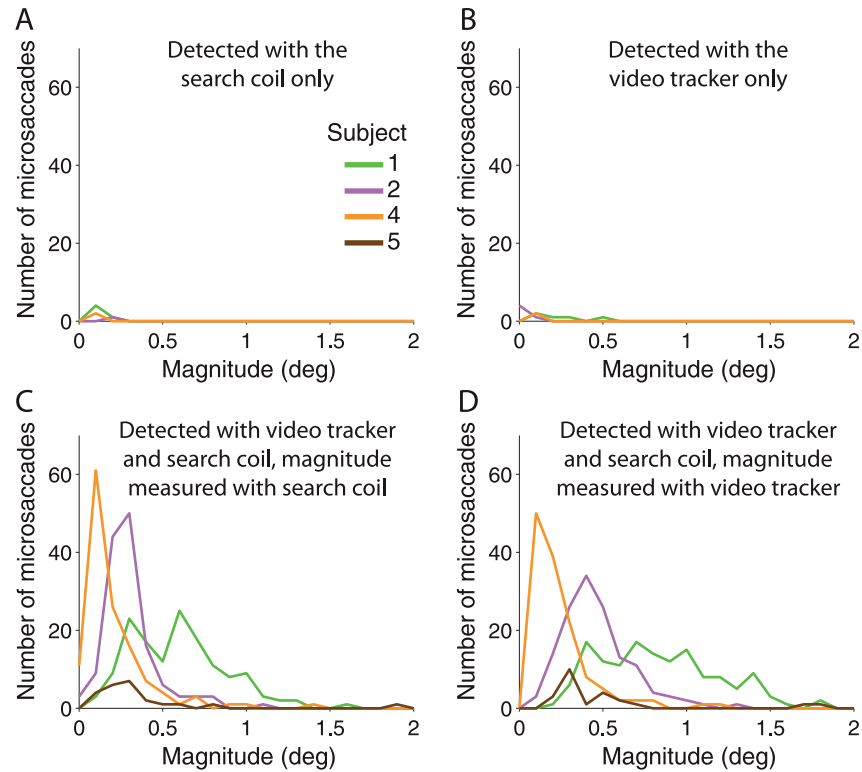 A
Detected with the
search coil only
Number of microsaccades
60
40
20
0
0
0.5
1
1.5
2
Magnitude (deg)
Subject
1
2
4
5
B
Detected with the
video tracker only
Number of microsaccades
60
40
20
0
0
0.5
1
1.5
2
Magnitude (deg)
C
Detected with video tracker
and search coil, magnitude
measured with search coil
Number of microsaccades
60
40
20
0
0
0.5
1
1.5
2
Magnitude (deg)
D
Detected with video tracker
and search coil, magnitude
measured with video tracker
Number of microsaccades
60
40
20
0
0
0.5
1
1.5
2
Magnitude (deg)